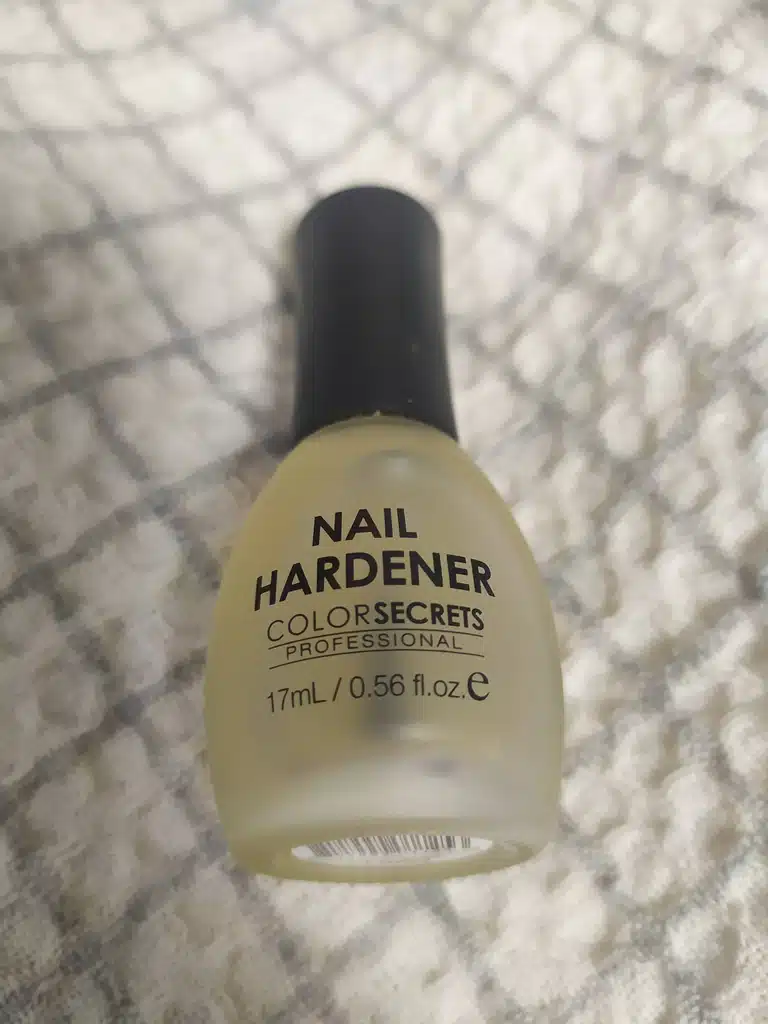 NAIL
HARDENER
COLORSECRETS
PROFESSIONAL
17mL / 0.56 fl.oz.e